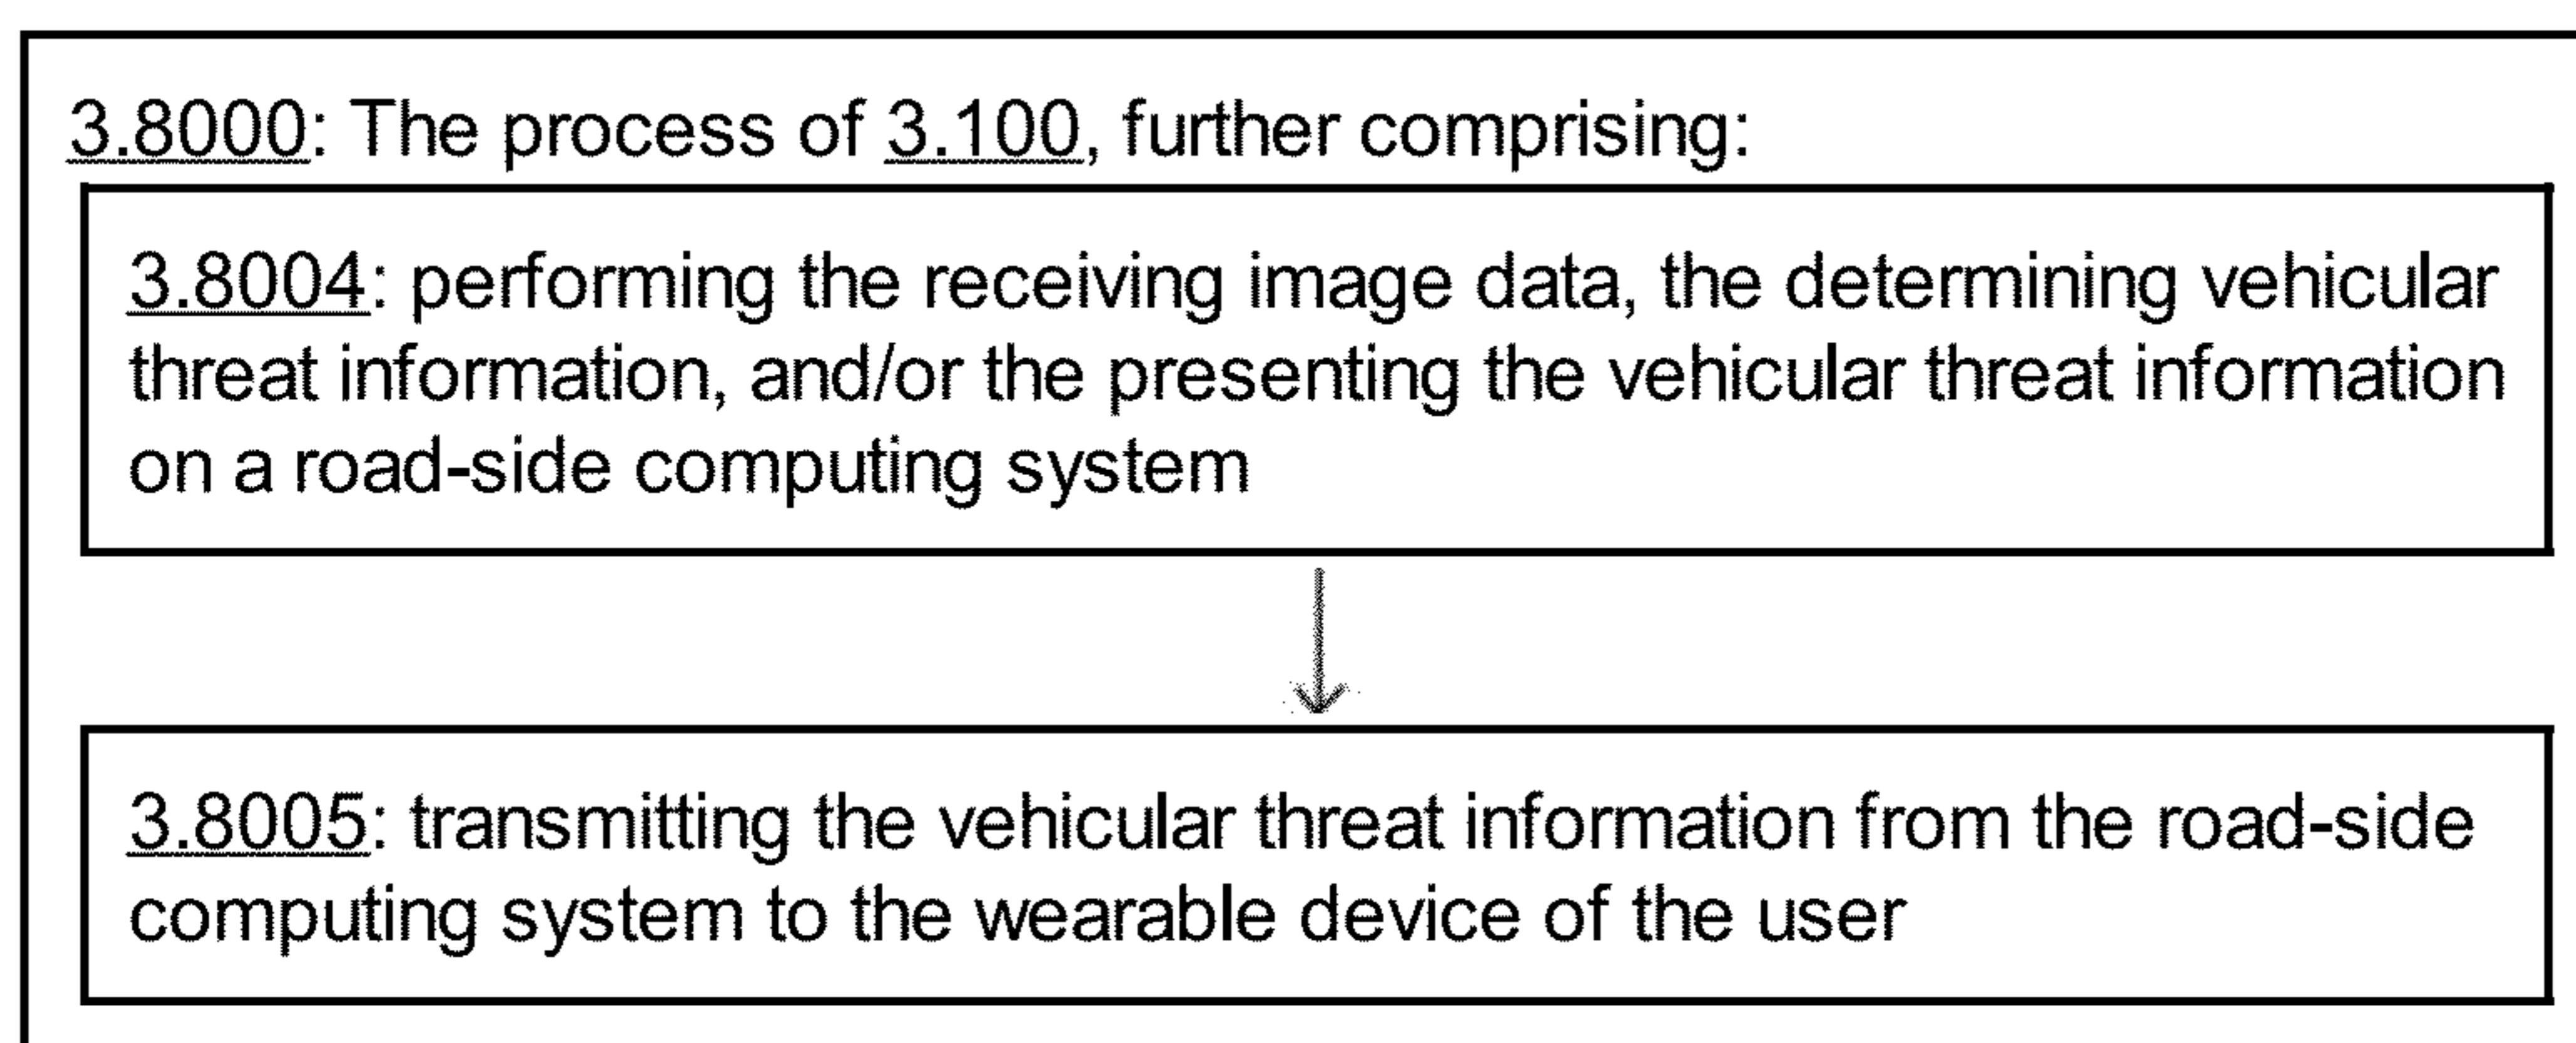 3.8000: The process of 3.100, further comprising:
3.8004: performing the receiving image data, the determining vehicular
threat information, and/or the presenting the vehicular threat information
on a road-side computing system
3.8005: transmitting the vehicular threat information from the road-side
computing system to the wearable device of the user